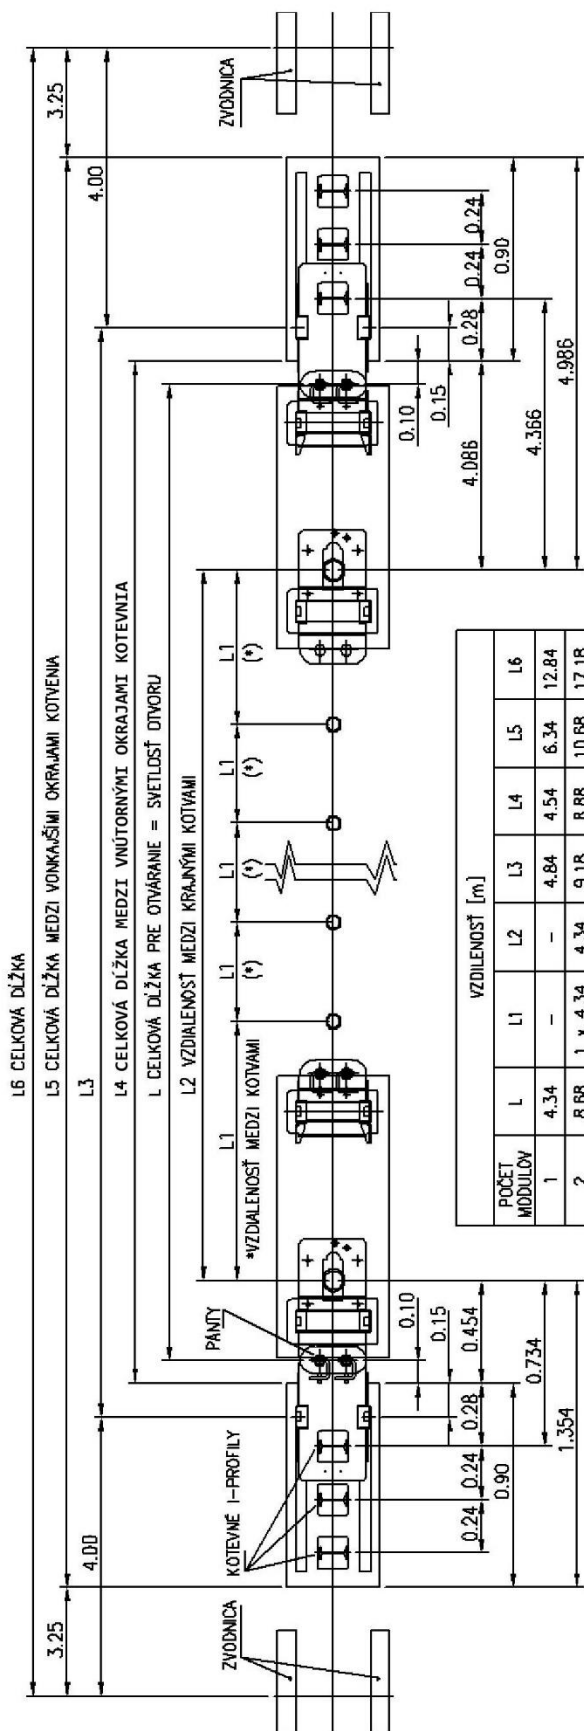 L6 CELKOVÁ DĹŽKA
L5 CELKOVÁ DĹŽKA MEDZI VONKAJŠÍMI OKRAJAMI KOTVENIA
L3
L4 CELKOVÁ DĹŽKA MEDZI VNÚTORNÝMI OKRAJAMI KOTEVNIA
L CELKOVÁ DĹŽKA PRE OTVÁRANIE = SVETLOSŤ OTVORU
L2 VZDIALENOSŤ MEDZI KRAJNÝMI KOTVAMI
3.25
4.00
3.25
4.00
ZVODNICA
KOTEVNÉ I-PROFILY
PÁNTY
L1
*VZDIALENOSŤ MEDZI KOTVAMI
L1
(*)
L1
(*)
L1
(*)
L1
(*)
ZVODNICA
0.10
0.15
0.24
0.24
0.28
0.454
0.90
0.734
1.354
0.10
0.15
4.086
0.28
0.24
0.24
0.90
4.366
4.986
VZDILENOSŤ [m]
POČET MODULOV L L1 L2 L3 L4 L5 L6
1 4.34 – – 4.84 4.54 6.34 12.84
2 8.68 1 x 4.34 4.34 9.18 8.88 10.68 17.18